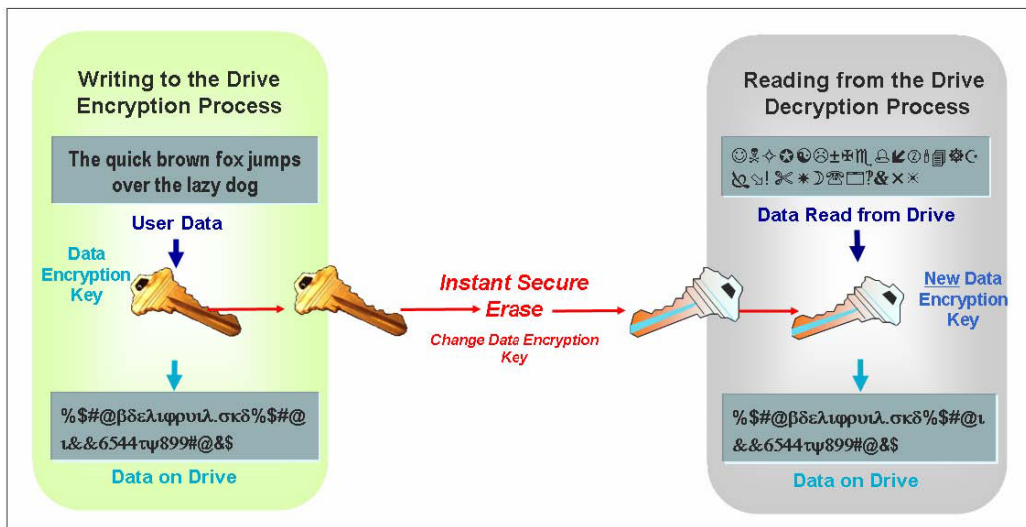 Writing to the Drive
Encryption Process
The quick brown fox jumps
over the lazy dog
User Data
Data
Encryption
Key
%$#@βδελιφρυιλ.σκδ%$#@
ι&&6544τψ899#@&$
Data on Drive
Instant Secure
Erase
Change Data Encryption
Key
Reading from the Drive
Decryption Process
Data Read from Drive
New Data
Encryption
Key
%$#@βδελιφρυιλ.σκδ%$#@ι
&&6544τψ899#@&$
Data on Drive